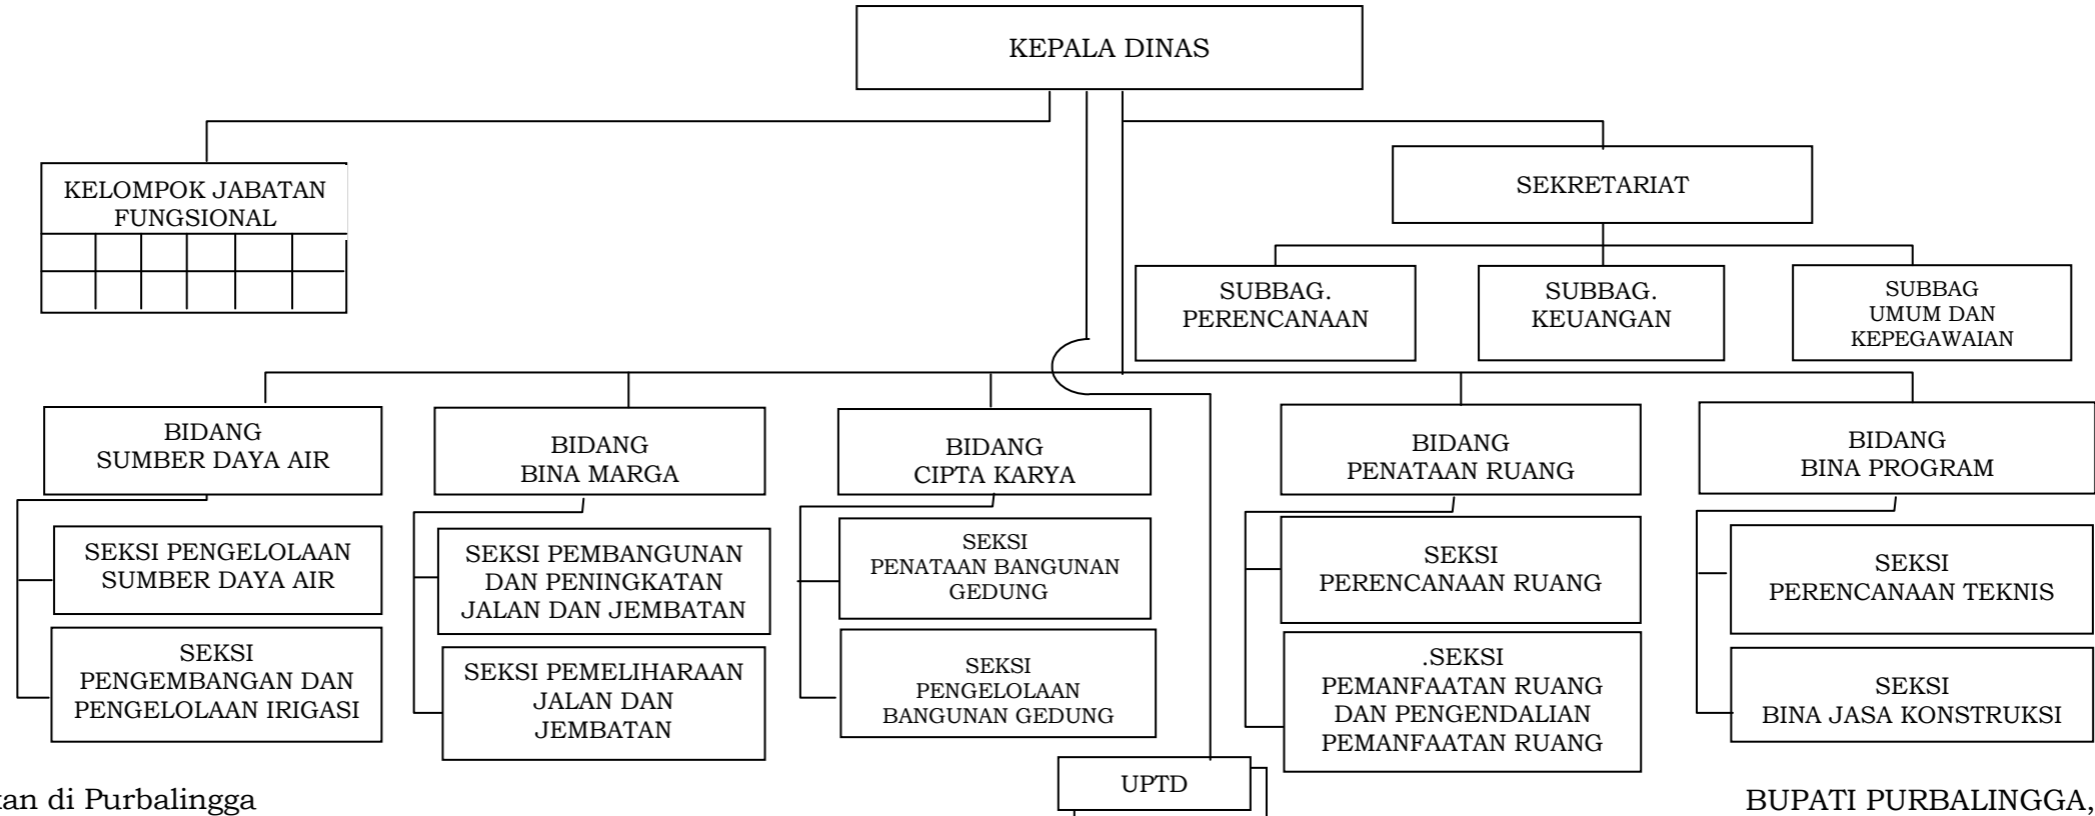 KEPALA DINAS
KELOMPOK JABATAN
FUNGSIONAL
SEKRETARIAT
SUBBAG.
PERENCANAAN
SUBBAG.
KEUANGAN
SUBBAG
UMUM DAN
KEPEGAWAIAN
BIDANG
SUMBER DAYA AIR
BIDANG
BINA MARGA
BIDANG
CIPTA KARYA
BIDANG
PENATAAN RUANG
BIDANG
BINA PROGRAM
SEKSI PENGELOLAAN
SUMBER DAYA AIR
SEKSI
PENGEMBANGAN DAN
PENGELOLAAN IRIGASI
SEKSI PEMBANGUNAN
DAN PENINGKATAN
JALAN DAN JEMBATAN
SEKSI PEMELIHARAAN
JALAN DAN
JEMBATAN
SEKSI
PENATAAN BANGUNAN
GEDUNG
SEKSI
PENGELOLAAN
BANGUNAN GEDUNG
SEKSI
PERENCANAAN RUANG
.SEKSI
PEMANFAATAN RUANG
DAN PENGENDALIAN
PEMANFAATAN RUANG
SEKSI
PERENCANAAN TEKNIS
SEKSI
BINA JASA KONSTRUKSI
UPTD
di Purbalingga
BUPATI PURBALINGGA,